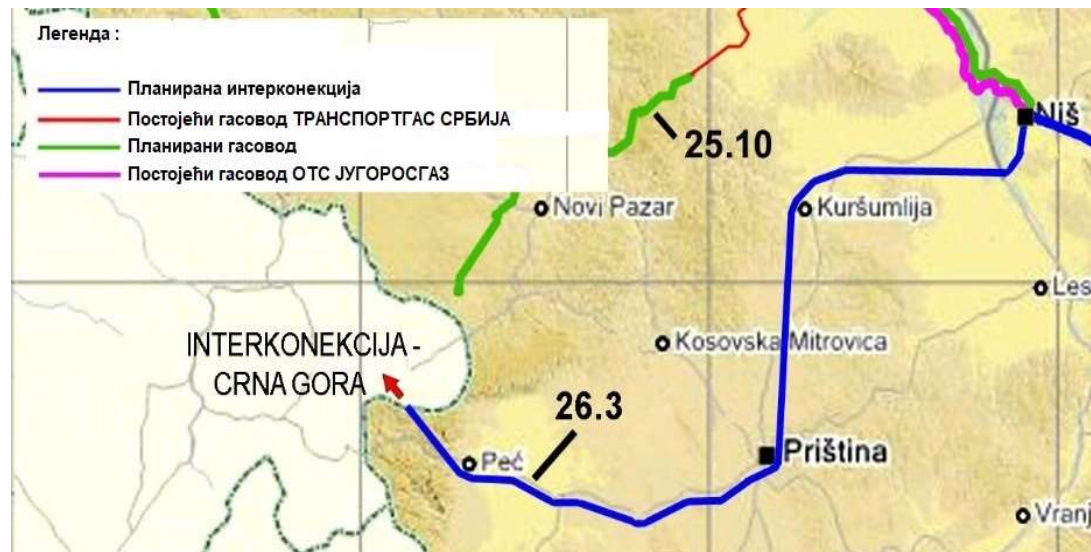 Легенда :
Планирана интерконекција
Постојећи гасовод ТРАНСПОРТГАС СРБИЈА
Планирани гасовод
Постојећи гасовод ОТС ЈУГОРОСГАЗ
Niš
25.10
Novi Pazar
Kuršumlija
Les
INTERKONEKCIJA -
CRNA GORA
Kosovska Mitrovica
26.3
Peć
Priština
Vranj